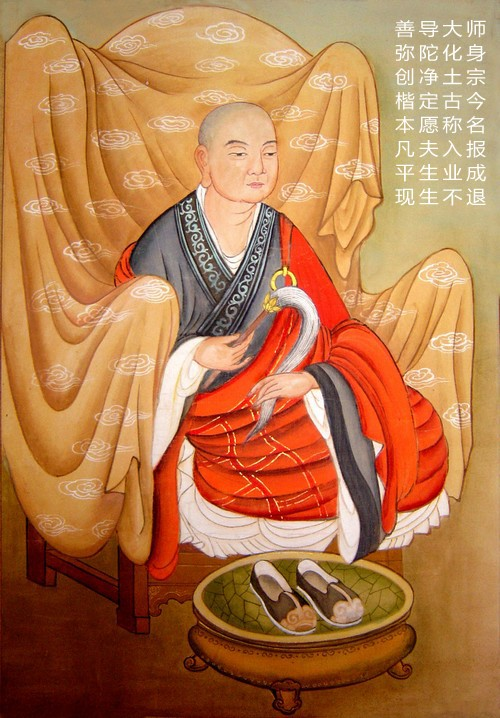 善导大师
弥陀化身
创净土宗
楷定古今
本愿称名
凡夫入报
平生业成
现生不退